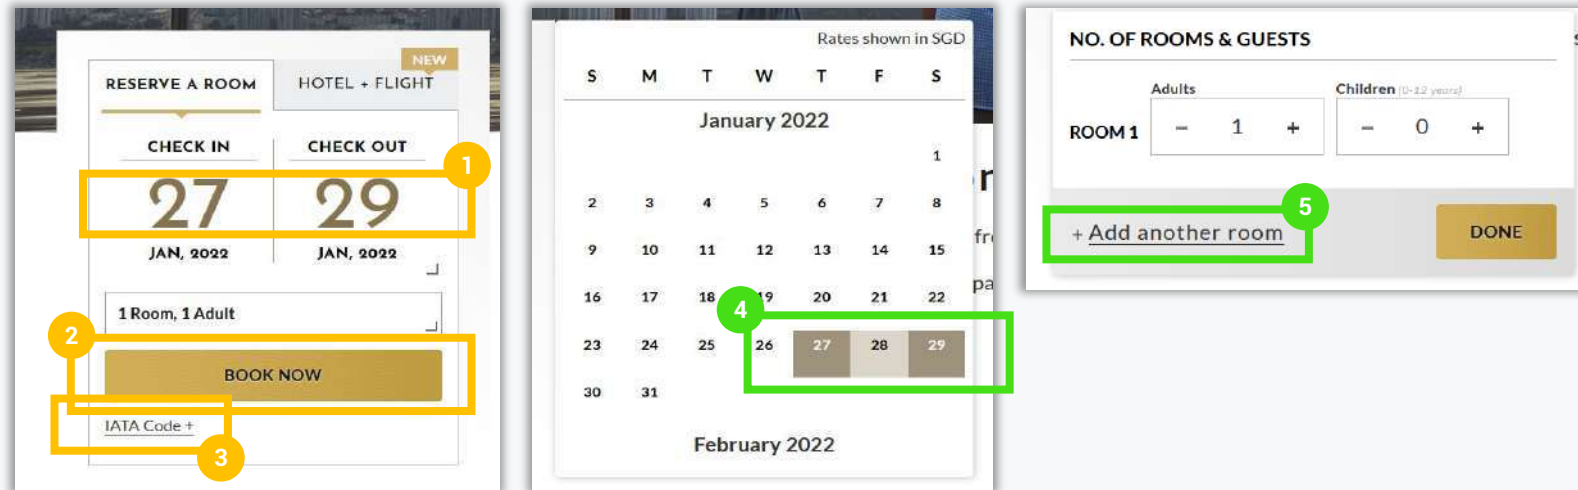 NEW
RESERVE A ROOM
HOTEL + FLIGHT
CHECK IN
CHECK OUT
1
27
29
JAN, 2022
JAN, 2022
1 Room, 1 Adult
2
BOOK NOW
IATA Code +
3
Rates shown in SGD
S M T W T F S
January 2022
1
2 3 4 5 6 7 8
9 10 11 12 13 14 15
16 17 18 19 20 21 22
4
23 24 25 26 27 28 29
30 31
February 2022
NO. OF ROOMS & GUESTS
Adults
Children (0-12 years)
ROOM 1 − 1 + − 0 +
5
+ Add another room
DONE